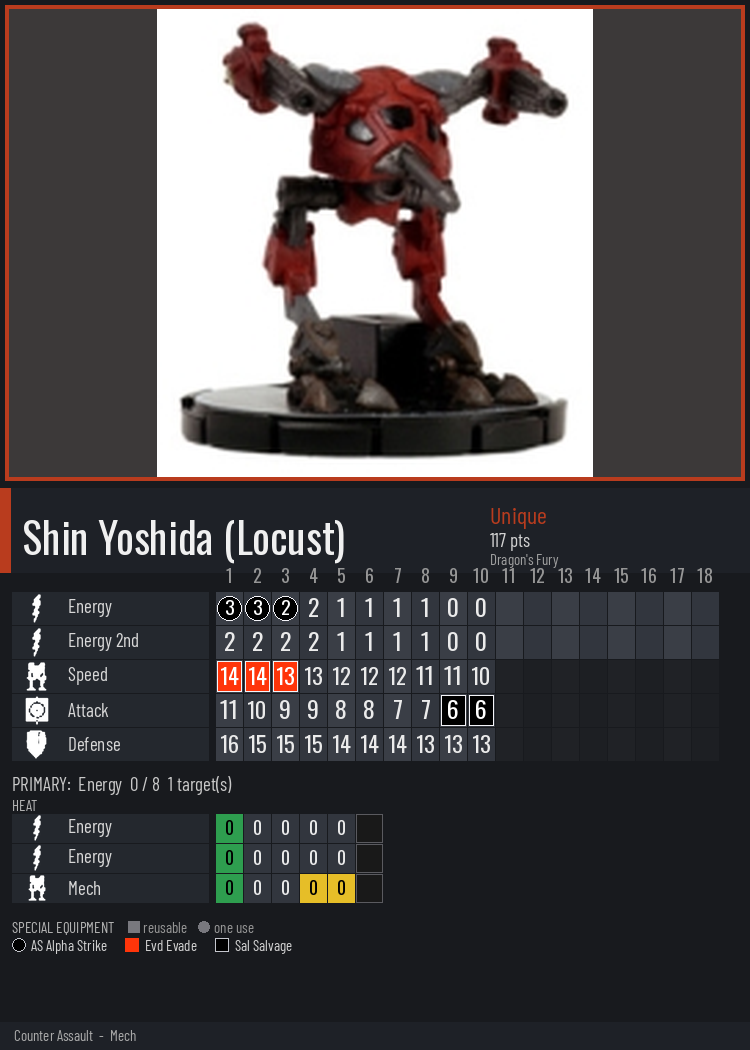 Shin Yoshida (Locust)
Unique
117 pts
Dragon's Fury
1 2 3 4 5 6 7 8 9 10 11 12 13 14 15 16 17 18
Energy 3 3 2 2 1 1 1 1 0 0
Energy 2nd 2 2 2 2 1 1 1 1 0 0
Speed 14 14 13 13 12 12 12 11 11 10
Attack 11 10 9 9 8 8 7 7 6 6
Defense 16 15 15 15 14 14 14 13 13 13
PRIMARY: Energy 0 / 8 1 target(s)
HEAT
Energy 0 0 0 0 0
Energy 0 0 0 0 0
Mech 0 0 0 0 0
SPECIAL EQUIPMENT reusable one use
AS Alpha Strike Evd Evade Sal Salvage
Counter Assault - Mech